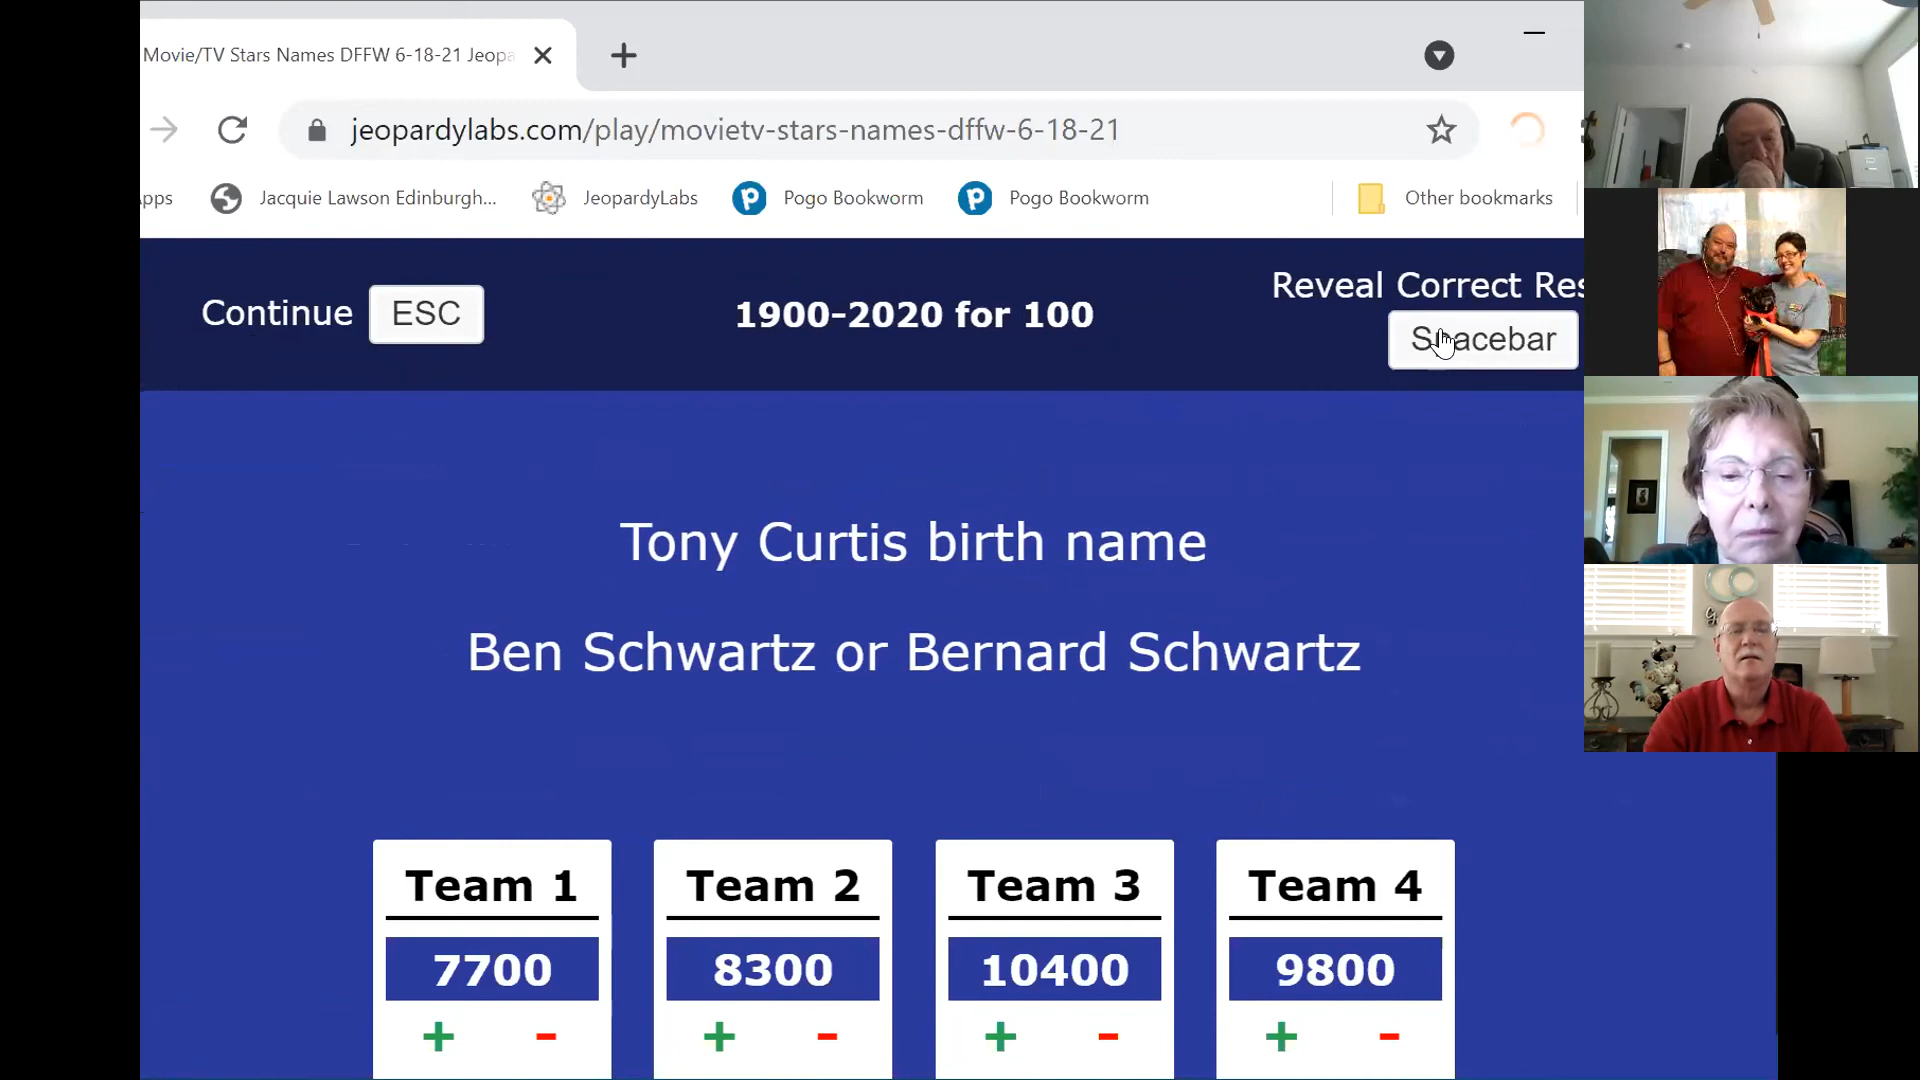 Movie/TV Stars Names DFFW 6-18-21 Jeopa
jeopardylabs.com/play/movietv-stars-names-dffw-6-18-21
pps
Jacquie Lawson Edinburgh...
JeopardyLabs
Pogo Bookworm
Pogo Bookworm
Other bookmarks
Continue ESC
1900-2020 for 100
Reveal Correct Res
Spacebar
Tony Curtis birth name
Ben Schwartz or Bernard Schwartz
Team 1
Team 2
Team 3
Team 4
7700
8300
10400
9800
+ -
+ -
+ -
+ -